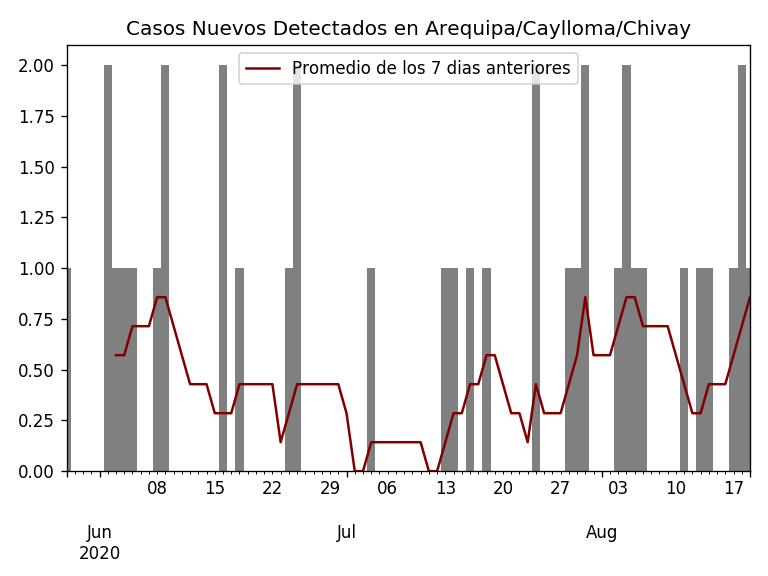 Casos Nuevos Detectados en Arequipa/Caylloma/Chivay
Promedio de los 7 dias anteriores
2.00
1.75
1.50
1.25
1.00
0.75
0.50
0.25
0.00
08 15 22 29 06 13 20 27 03 10 17
Jun Jul Aug
2020